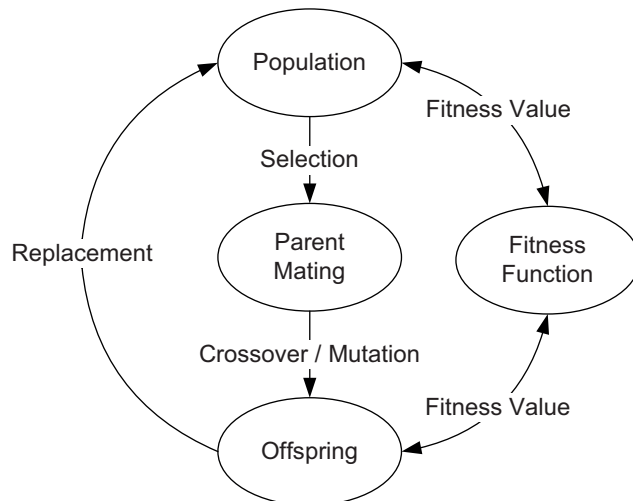 Population
Fitness Value
Selection
Parent
Mating
Fitness
Function
Replacement
Crossover / Mutation
Fitness Value
Offspring